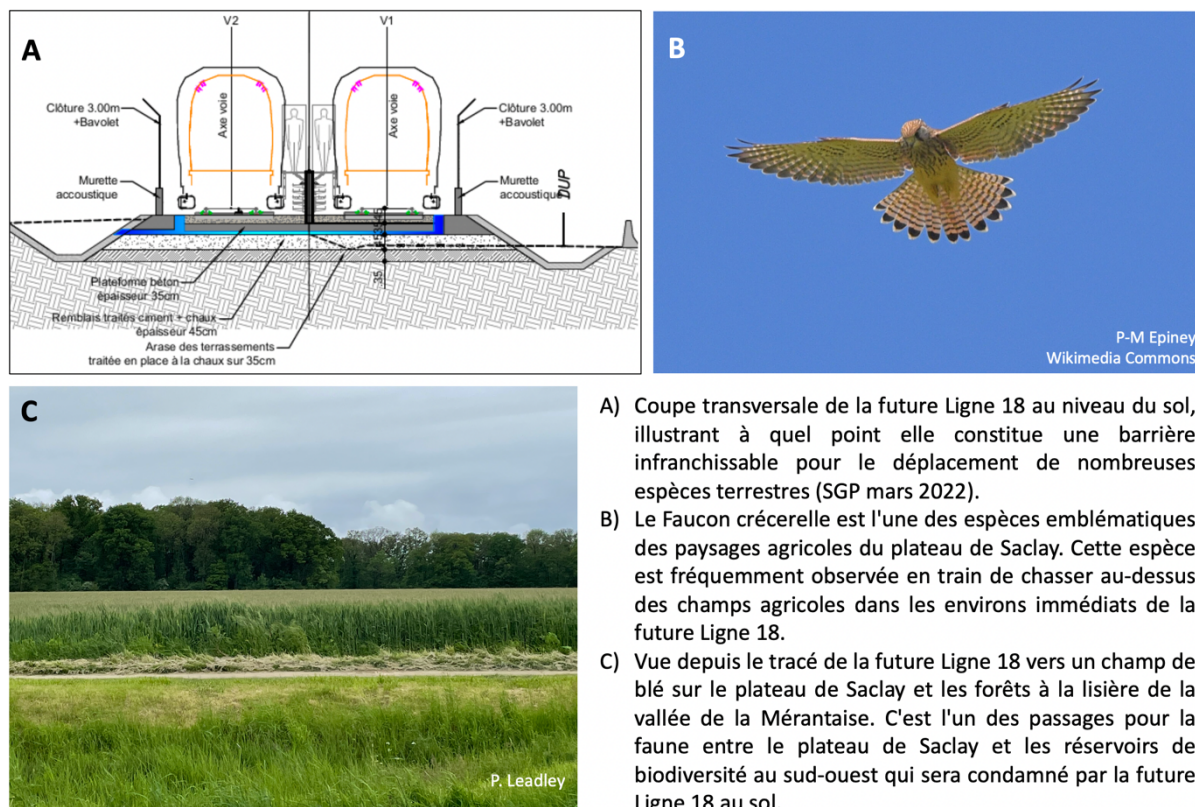 A
V2
V1
Clôture 3.00m
+Bavolet
Axe voie
Axe voie
Clôture 3.00m
+Bavolet
Murette
accoustique
Murette
accoustique
DUP
Plateforme béton
épaisseur 35cm
.35
Remblais traités ciment + chaux
épaisseur 45cm
Arase des terrassements
traitée en place à la chaux sur 35cm
B
P-M Epiney
Wikimedia Commons
C
P. Leadley
A) Coupe transversale de la future Ligne 18 au niveau du sol,
illustrant à quel point elle constitue une barrière
infranchissable pour le déplacement de nombreuses
espèces terrestres (SGP mars 2022).
B) Le Faucon crécerelle est l'une des espèces emblématiques
des paysages agricoles du plateau de Saclay. Cette espèce
est fréquemment observée en train de chasser au-dessus
des champs agricoles dans les environs immédiats de la
future Ligne 18.
C) Vue depuis le tracé de la future Ligne 18 vers un champ de
blé sur le plateau de Saclay et les forêts à la lisière de la
vallée de la Mérantaise. C'est l'un des passages pour la
faune entre le plateau de Saclay et les réservoirs de
biodiversité au sud-ouest qui sera condamné par la future
Ligne 18 au sol